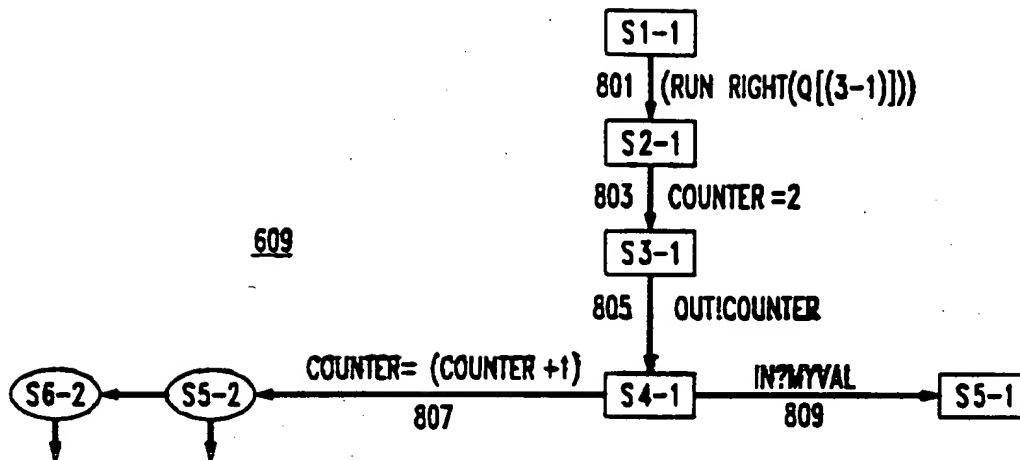 S1-1
801 (RUN RIGHT(Q[(3-1)]))
S2-1
803 COUNTER =2
609
S3-1
805 OUT!COUNTER
COUNTER= (COUNTER +1)
IN?MYVAL
S6-2
S5-2
S4-1
S5-1
807
809